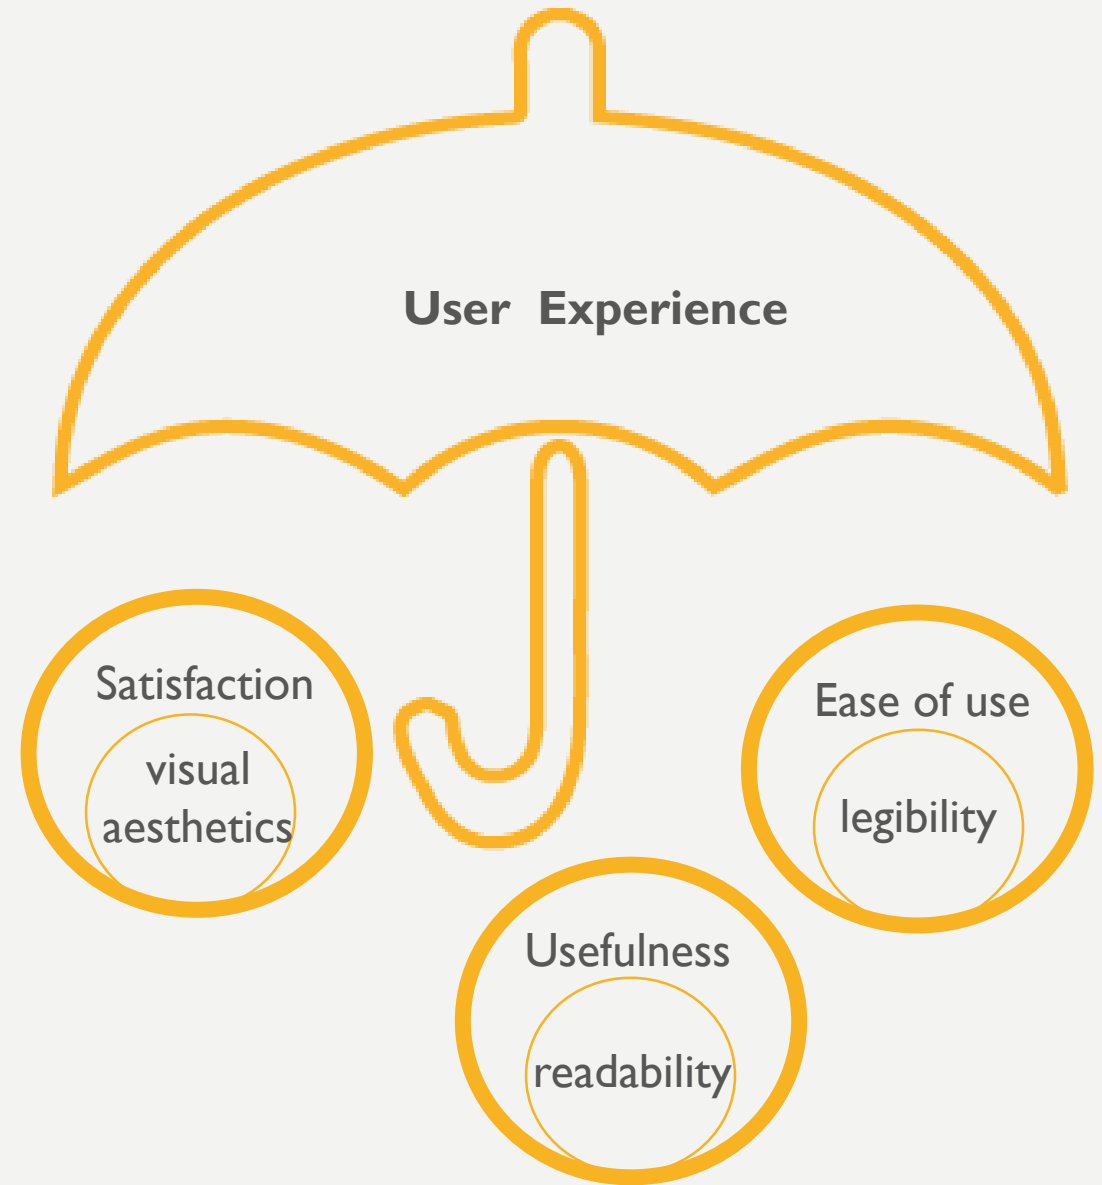 User Experience
Satisfaction
visual
aesthetics
Ease of use
legibility
Usefulness
readability